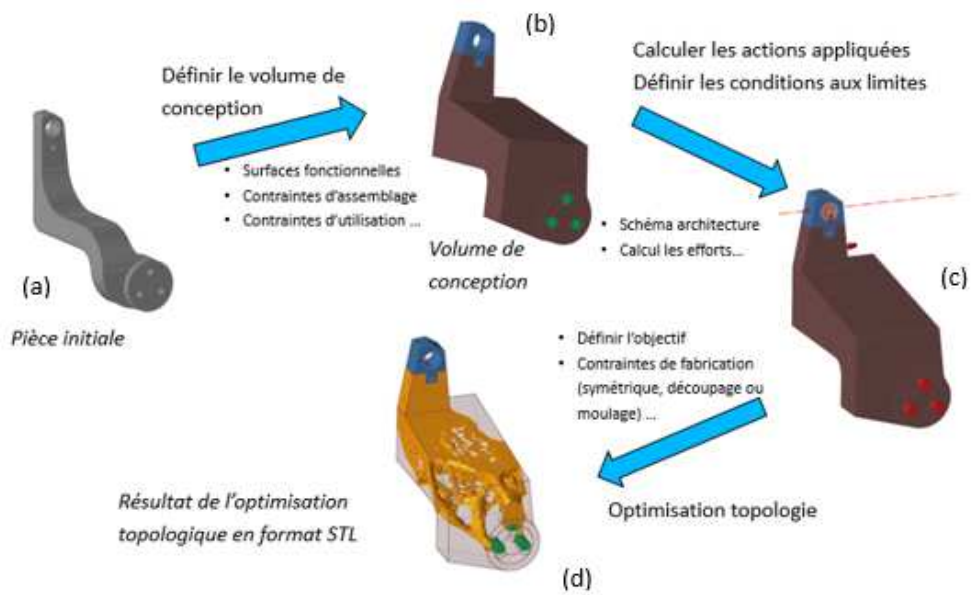 (b)
Calculer les actions appliquées
Définir les conditions aux limites
Définir le volume de
conception
• Surfaces fonctionnelles
• Contraintes d'assemblage
• Contraintes d'utilisation ...
Volume de
conception
• Schéma architecture
• Calcul les efforts...
(a)
Pièce initiale
(c)
• Définir l'objectif
• Contraintes de fabrication
(symétrique, découpage ou
moulage) ...
Optimisation topologie
Résultat de l'optimisation
topologique en format STL
(d)